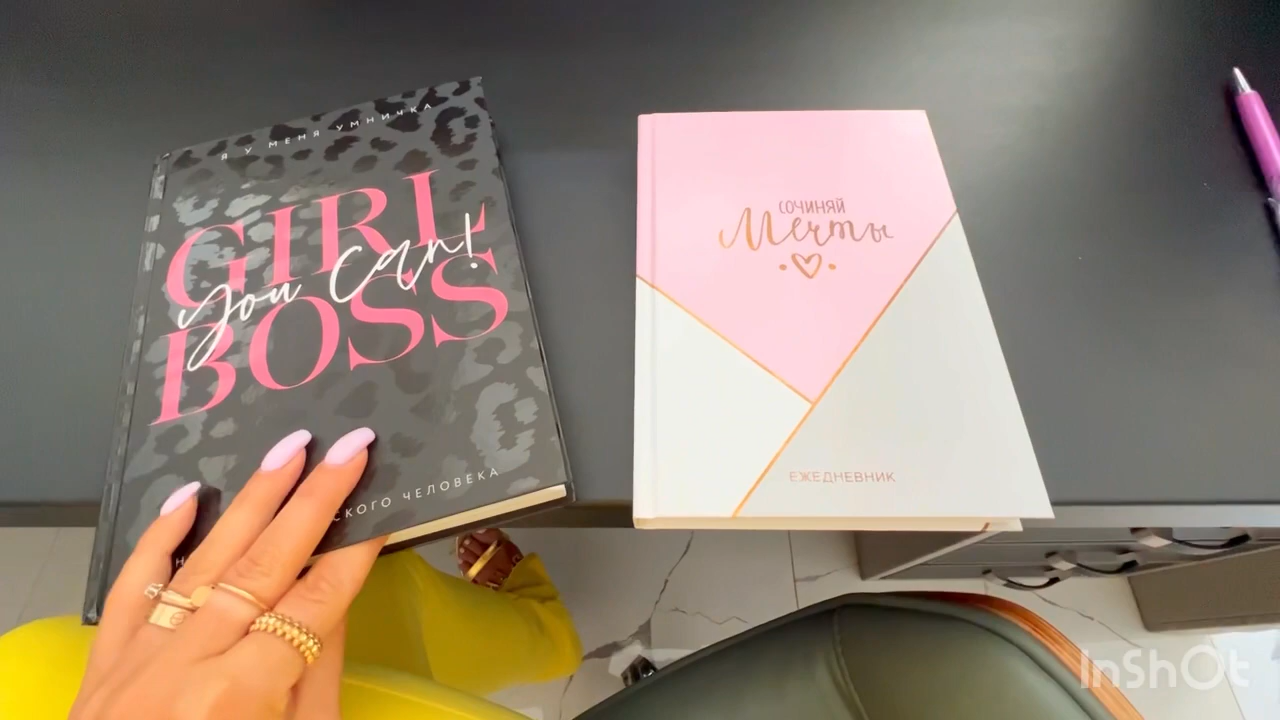 Я У МЕНЯ УМНИЧКА
GIRL
you can!
BOSS
СКОГО ЧЕЛОВЕКА
СОЧИНЯЙ
Мечты
ЕЖЕДНЕВНИК
InShOt